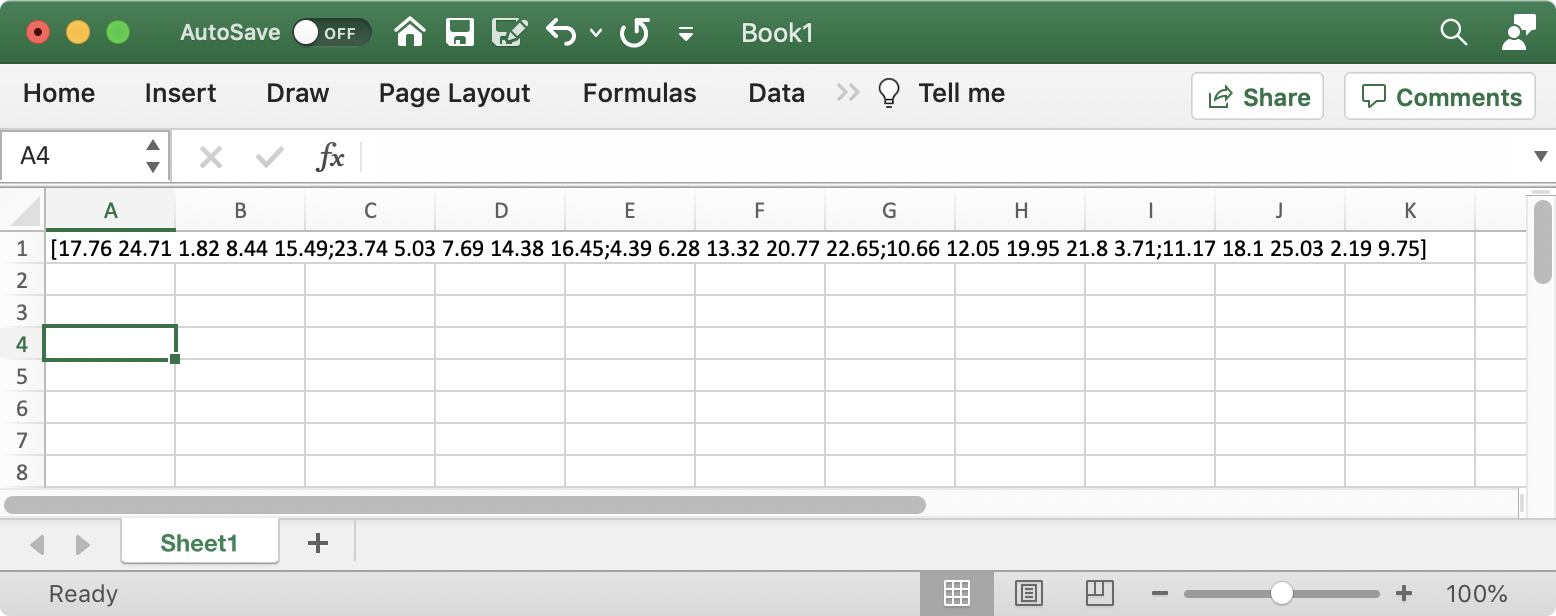 AutoSave OFF Book1
Home Insert Draw Page Layout Formulas Data >> Tell me Share Comments
A4 fx
A B C D E F G H I J K
1 [17.76 24.71 1.82 8.44 15.49;23.74 5.03 7.69 14.38 16.45;4.39 6.28 13.32 20.77 22.65;10.66 12.05 19.95 21.8 3.71;11.17 18.1 25.03 2.19 9.75]
2
3
4
5
6
7
8
Sheet1 +
Ready 100%